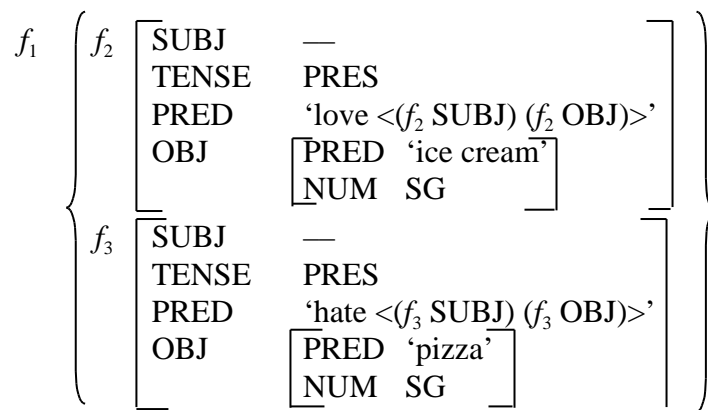 f1 f2 SUBJ —
TENSE PRES
PRED ‘love <(f2 SUBJ) (f2 OBJ)>’
OBJ PRED ‘ice cream’
NUM SG
f3 SUBJ —
TENSE PRES
PRED ‘hate <(f3 SUBJ) (f3 OBJ)>’
OBJ PRED ‘pizza’
NUM SG